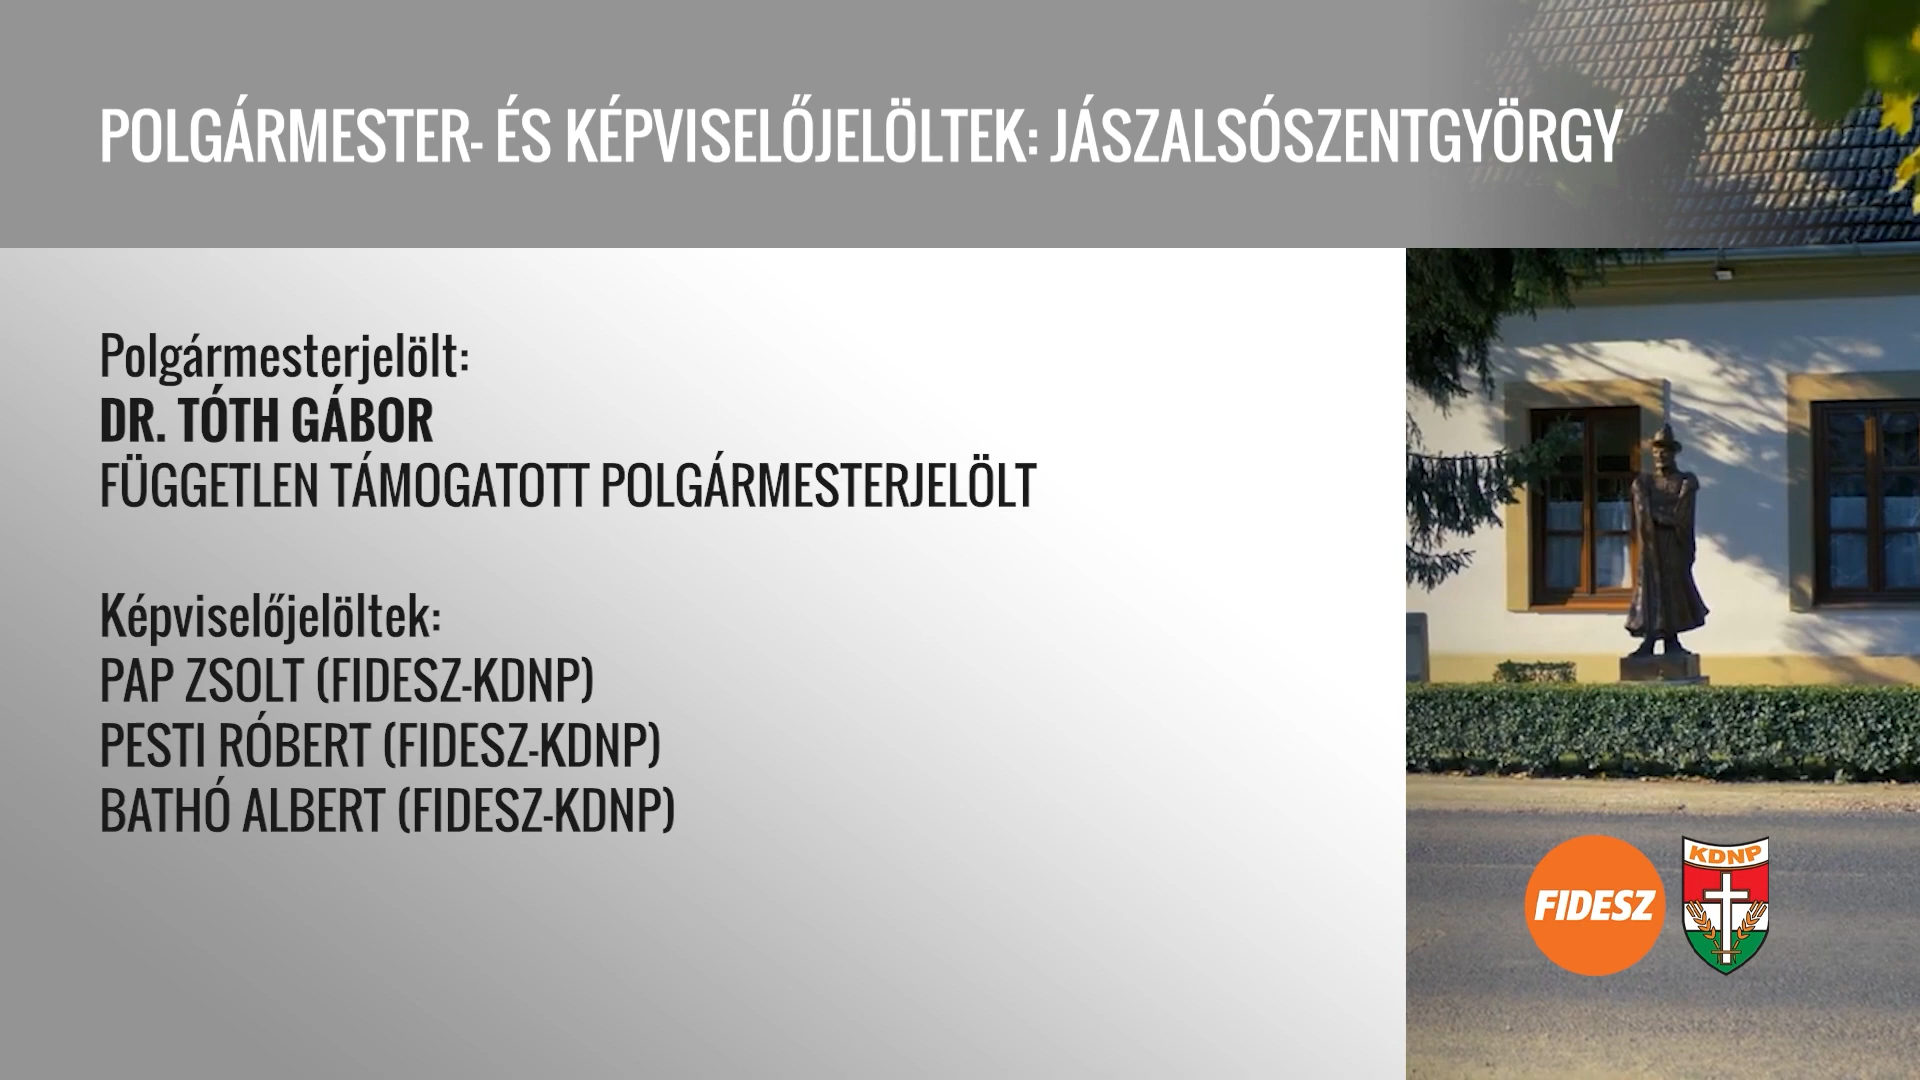 POLGÁRMESTER- ÉS KÉPVISELŐJELÖLTEK: JÁSZALSÓSZENTGYÖRGY
Polgármesterjelölt:
DR. TÓTH GÁBOR
FÜGGETLEN TÁMOGATOTT POLGÁRMESTERJELÖLT
Képviselőjelöltek:
PAP ZSOLT (FIDESZ-KDNP)
PESTI RÓBERT (FIDESZ-KDNP)
BATHÓ ALBERT (FIDESZ-KDNP)
KDNP
FIDESZ